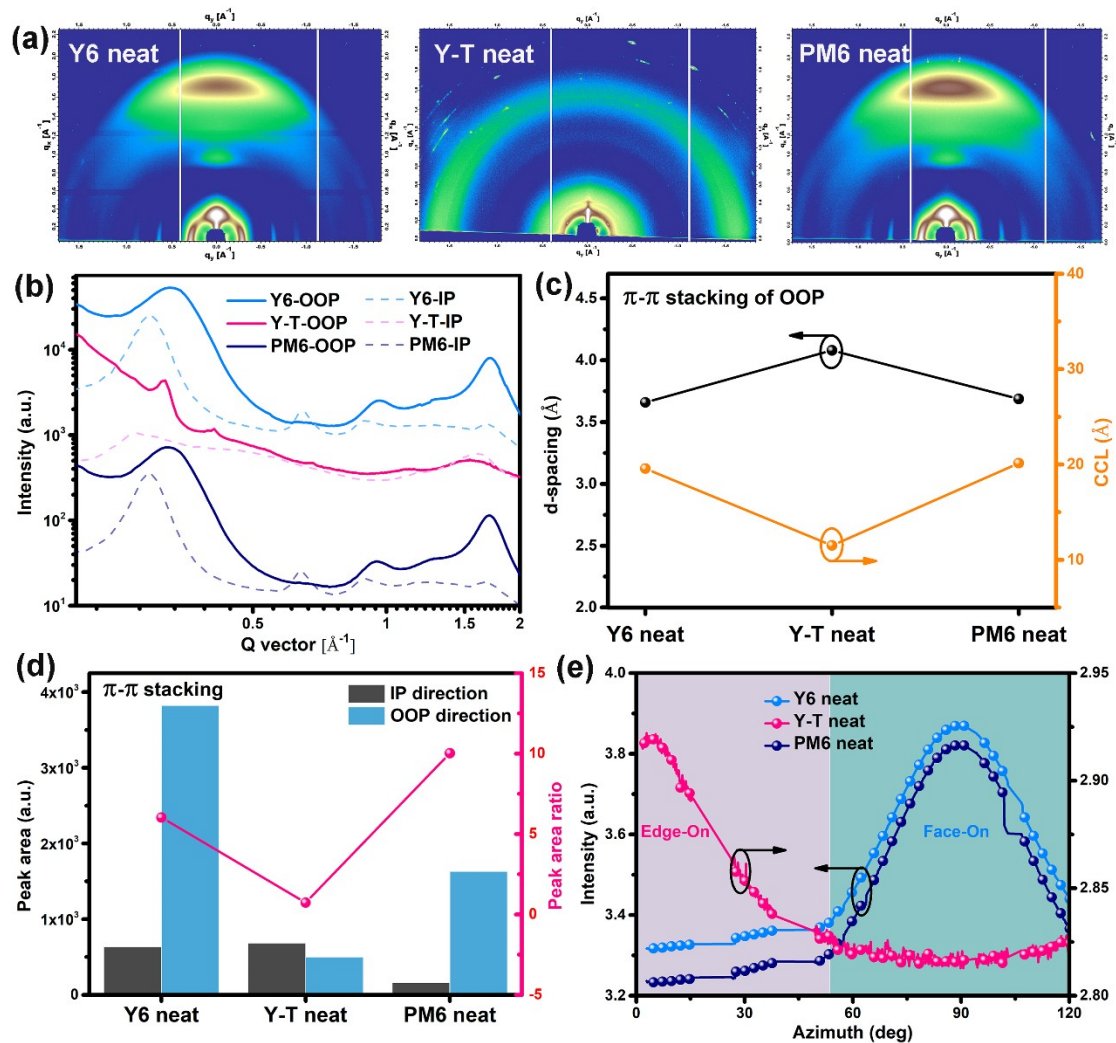 (a)
Y6 neat
Y-T neat
PM6 neat
q_y [A^-1]
q_y [A^-1]
q_y [A^-1]
(b)
Y6-OOP
Y6-IP
Y-T-OOP
Y-T-IP
PM6-OOP
PM6-IP
10^4
10^3
10^2
10^1
0.5
1
1.5
2
Intensity (a.u.)
Q vector [Å^-1]
(c)
π-π stacking of OOP
4.5
4.0
3.5
3.0
2.5
2.0
40
30
20
10
d-spacing (Å)
CCL (Å)
Y6 neat
Y-T neat
PM6 neat
(d)
π-π stacking
IP direction
OOP direction
4x10^3
3x10^3
2x10^3
1x10^3
0
15
10
5
0
-5
Peak area (a.u.)
Peak area ratio
Y6 neat
Y-T neat
PM6 neat
(e)
Y6 neat
Y-T neat
PM6 neat
Edge-On
Face-On
4.0
3.8
3.6
3.4
3.2
2.95
2.90
2.85
2.80
0
30
60
90
120
Intensity (a.u.)
Azimuth (deg)